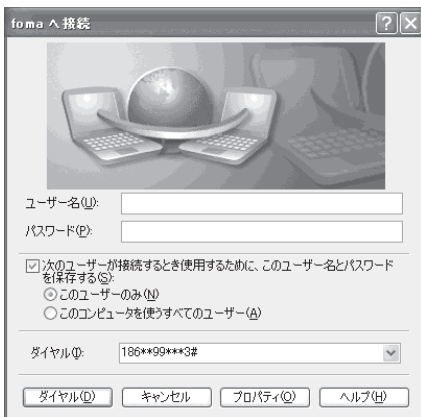 foma へ接続
ユーザー名(U):
パスワード(P):
次のユーザーが接続するとき使用するために、このユーザー名とパスワード
を保存する(S):
このユーザーのみ(N)
このコンピュータを使うすべてのユーザー(A)
ダイヤル(I): 186**99***3#
ダイヤル(D) キャンセル プロパティ(O) ヘルプ(H)